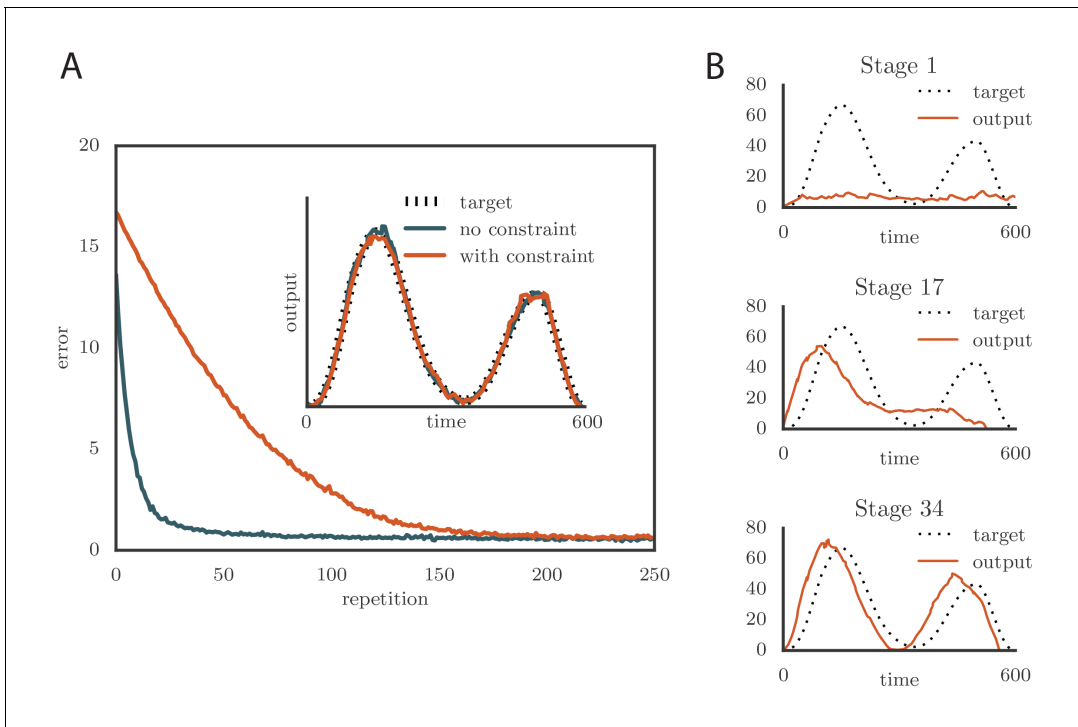 A
20
15
10
5
0
error
0
50
100
150
200
250
repetition
target
no constraint
with constraint
output
0
time
600
B
Stage 1
80
60
40
20
0
target
output
time
600
Stage 17
80
60
40
20
0
target
output
0
600
time
Stage 34
80
60
40
20
0
target
output
0
600
time